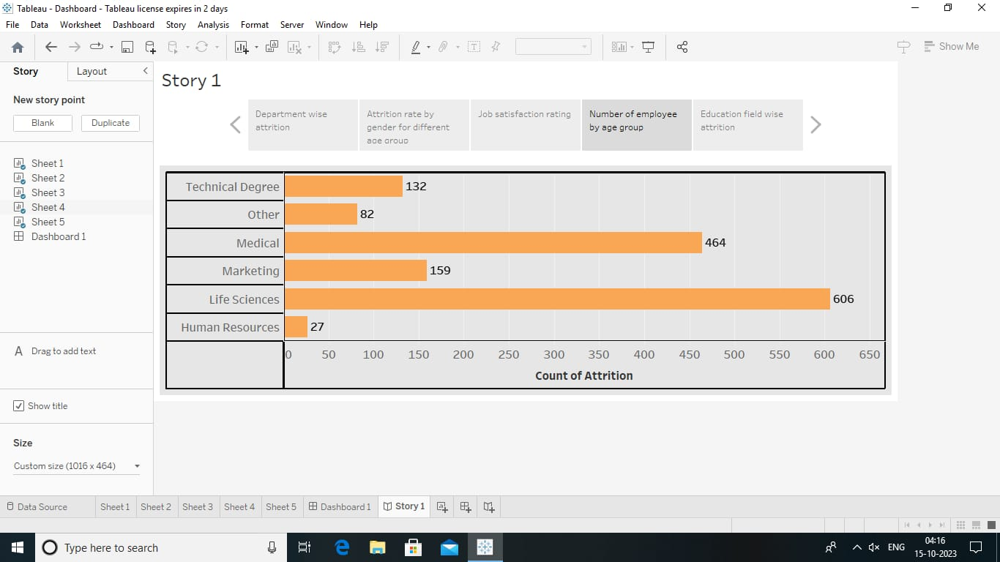 Tableau - Dashboard - Tableau license expires in 2 days
File Data Worksheet Dashboard Story Analysis Format Server Window Help
Show Me
Story Layout
New story point
Blank Duplicate
Sheet 1
Sheet 2
Sheet 3
Sheet 4
Sheet 5
Dashboard 1
A Drag to add text
Show title
Size
Custom size (1016 x 464)
Story 1
Department wise
attrition
Attrition rate by
gender for different
age group
Job satisfaction rating
Number of employee
by age group
Education field wise
attrition
Technical Degree 132
Other 82
Medical 464
Marketing 159
Life Sciences 606
Human Resources 27
0 50 100 150 200 250 300 350 400 450 500 550 600 650
Count of Attrition
Data Source Sheet 1 Sheet 2 Sheet 3 Sheet 4 Sheet 5 Dashboard 1 Story 1
Type here to search
ENG
04:16
15-10-2023